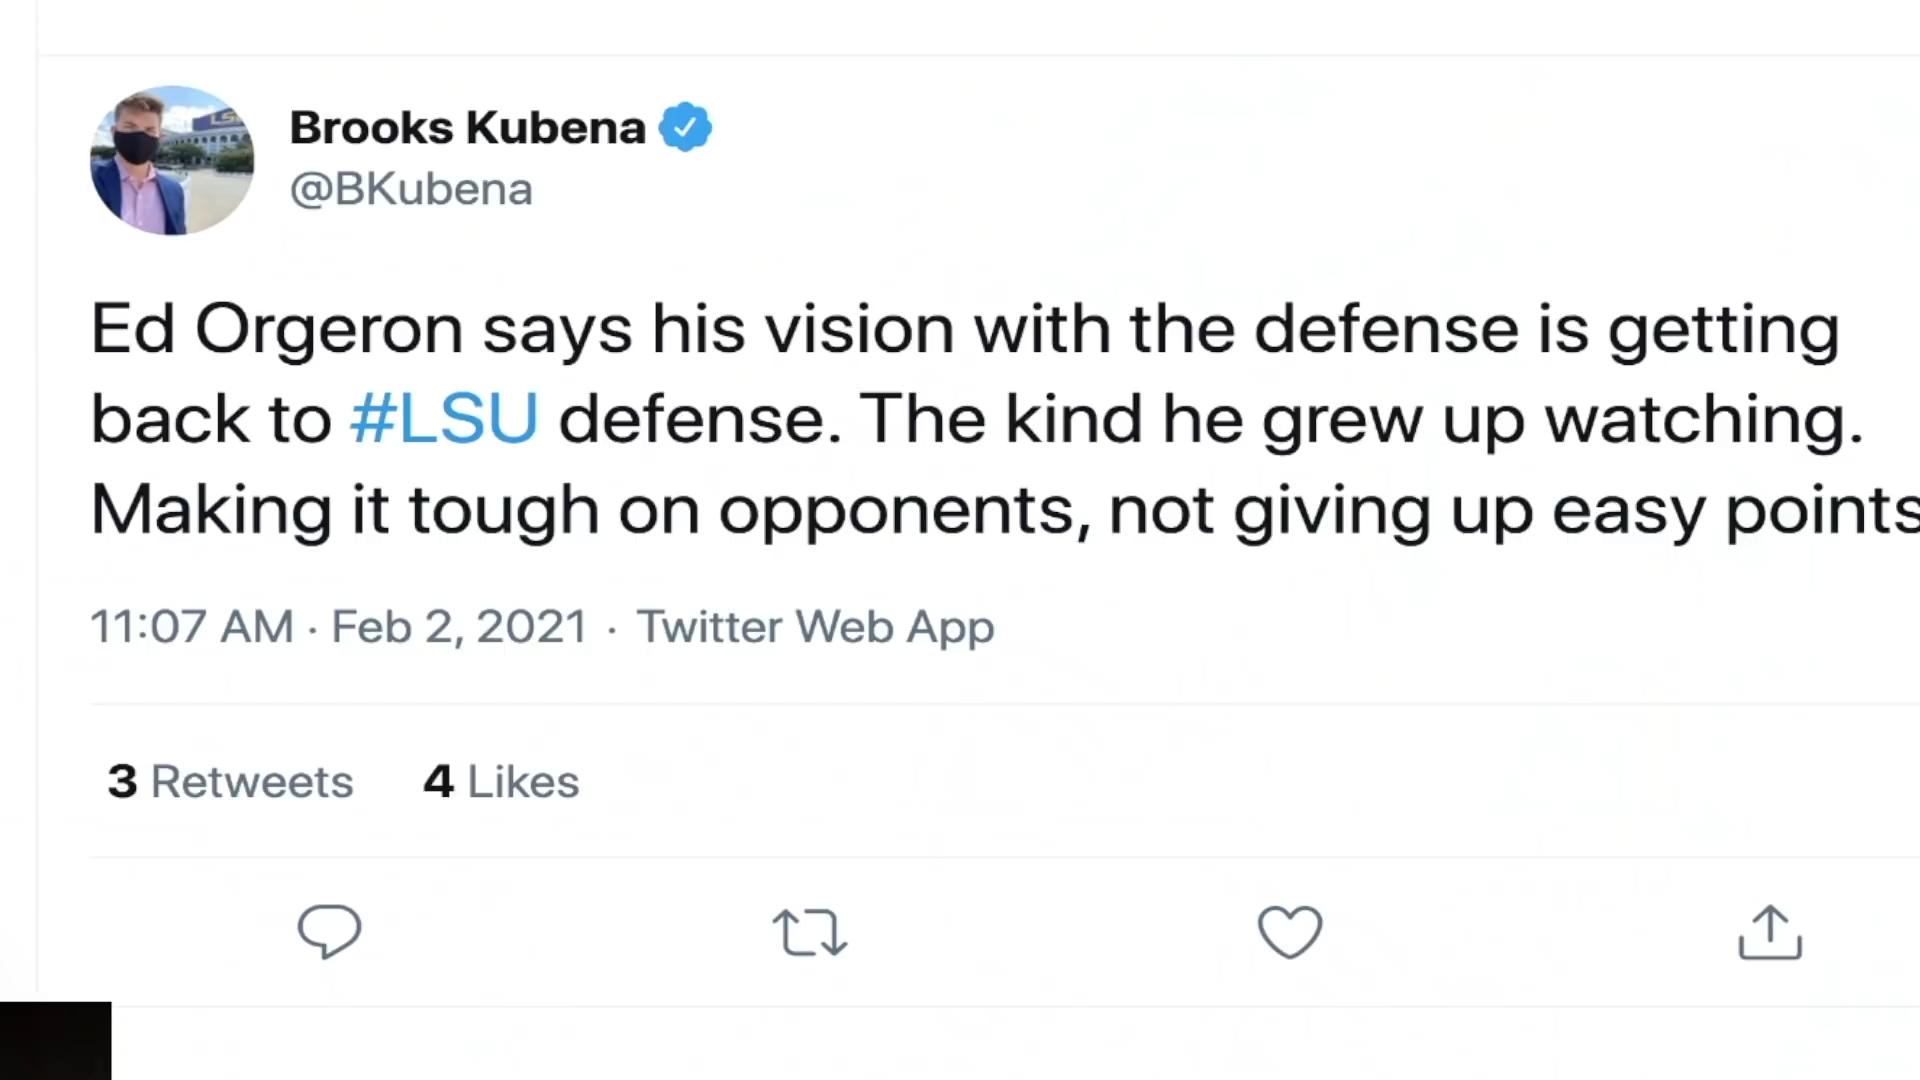 Brooks Kubena
@BKubena
Ed Orgeron says his vision with the defense is getting
back to #LSU defense. The kind he grew up watching.
Making it tough on opponents, not giving up easy points
11:07 AM · Feb 2, 2021 · Twitter Web App
3 Retweets 4 Likes